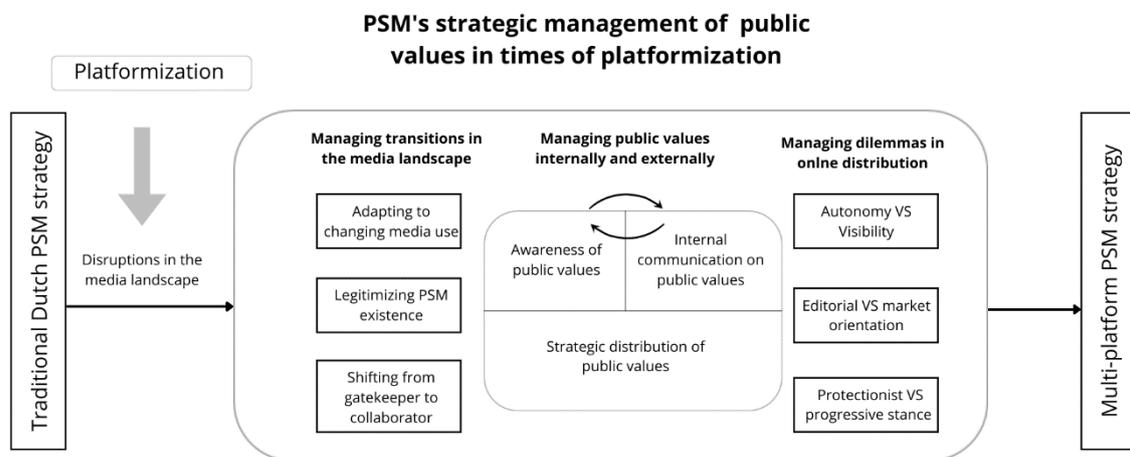 PSM's strategic management of public
values in times of platformization
Platformization
Traditional Dutch PSM strategy
Disruptions in the
media landscape
Managing transitions in
the media landscape
Adapting to
changing media use
Legitimizing PSM
existence
Shifting from
gatekeeper to
collaborator
Managing public values
internally and externally
Awareness of
public values
Internal
communication on
public values
Strategic distribution of
public values
Managing dilemmas in
onlne distribution
Autonomy VS
Visibility
Editorial VS market
orientation
Protectionist VS
progressive stance
Multi-platform PSM strategy